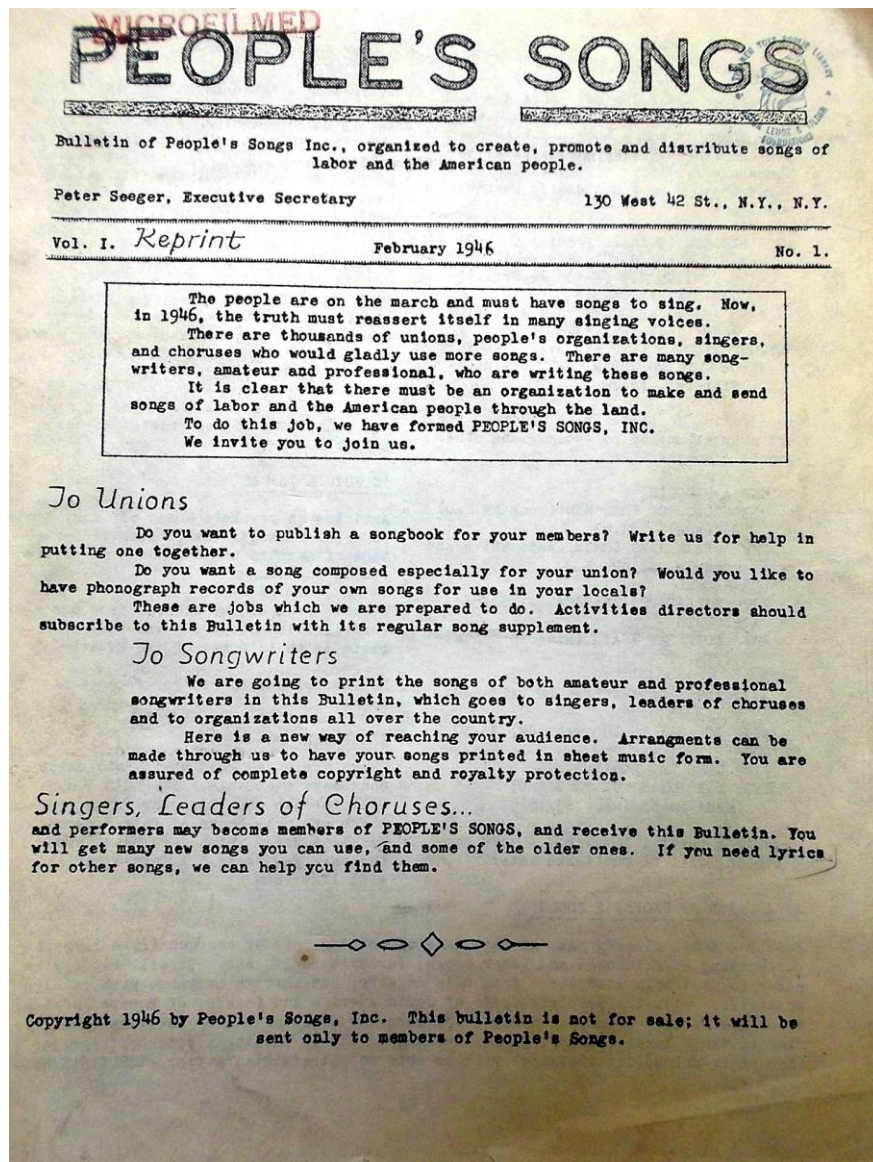 MICROFILMED
PEOPLE'S SONGS
Bulletin of People's Songs Inc., organized to create, promote and distribute songs of
labor and the American people.
Peter Seeger, Executive Secretary 130 West 42 St., N.Y., N.Y.
Vol. I. Reprint February 1946 No. 1.
The people are on the march and must have songs to sing. Now,
in 1946, the truth must reassert itself in many singing voices.
There are thousands of unions, people's organizations, singers,
and choruses who would gladly use more songs. There are many song-
writers, amateur and professional, who are writing these songs.
It is clear that there must be an organization to make and send
songs of labor and the American people through the land.
To do this job, we have formed PEOPLE'S SONGS, INC.
We invite you to join us.
To Unions
Do you want to publish a songbook for your members? Write us for help in
putting one together.
Do you want a song composed especially for your union? Would you like to
have phonograph records of your own songs for use in your locals?
These are jobs which we are prepared to do. Activities directors should
subscribe to this Bulletin with its regular song supplement.
To Songwriters
We are going to print the songs of both amateur and professional
songwriters in this Bulletin, which goes to singers, leaders of choruses
and to organizations all over the country.
Here is a new way of reaching your audience. Arrangments can be
made through us to have your songs printed in sheet music form. You are
assured of complete copyright and royalty protection.
Singers, Leaders of Choruses...
and performers may become members of PEOPLE'S SONGS, and receive this Bulletin. You
will get many new songs you can use, and some of the older ones. If you need lyrics
for other songs, we can help you find them.
Copyright 1946 by People's Songs, Inc. This bulletin is not for sale; it will be
sent only to members of People's Songs.